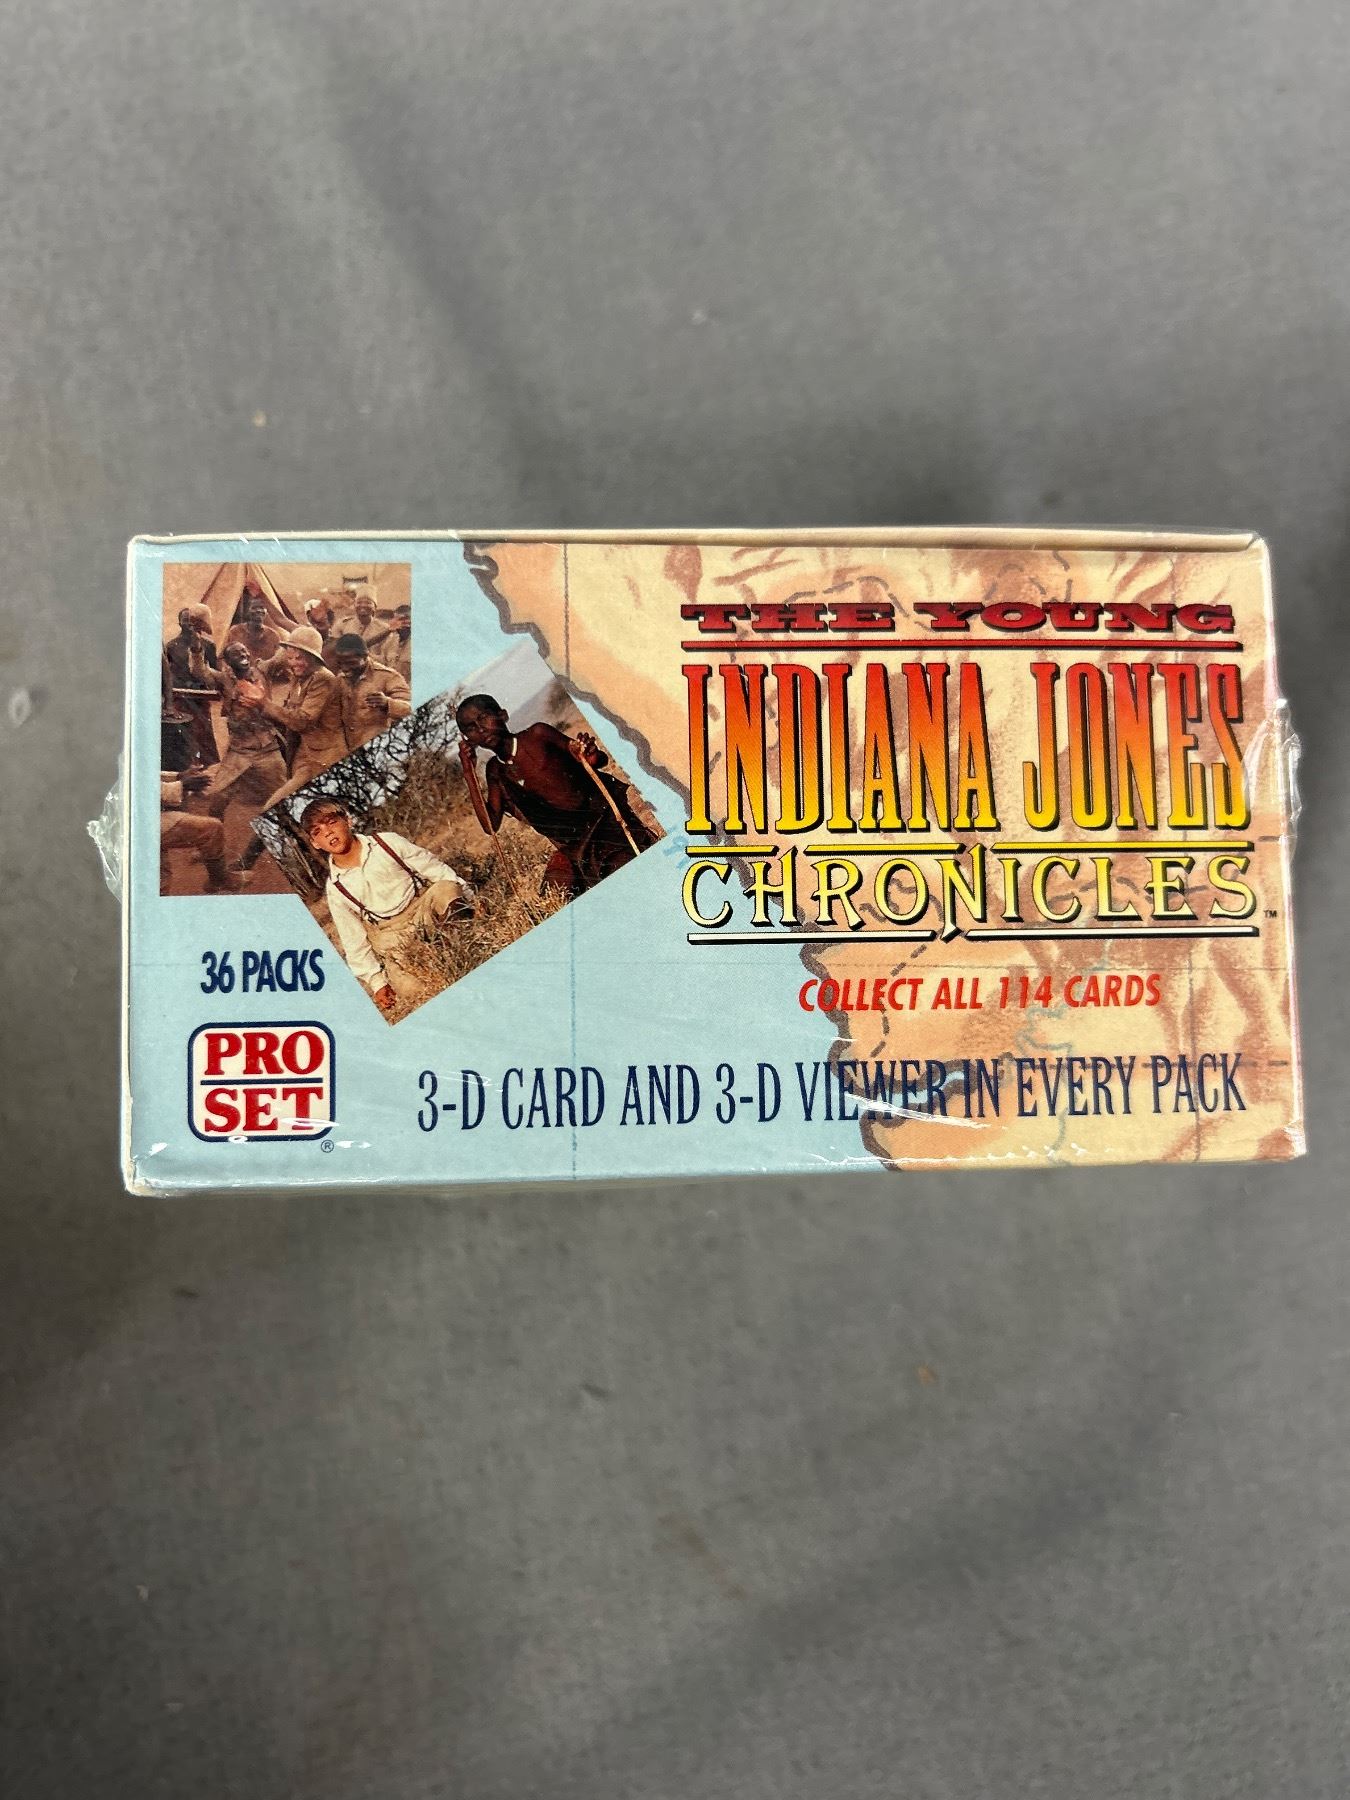 THE YOUNG
INDIANA JONES
CHRONICLES™
COLLECT ALL 114 CARDS
36 PACKS
PRO
SET
®
3-D CARD AND 3-D VIEWER IN EVERY PACK